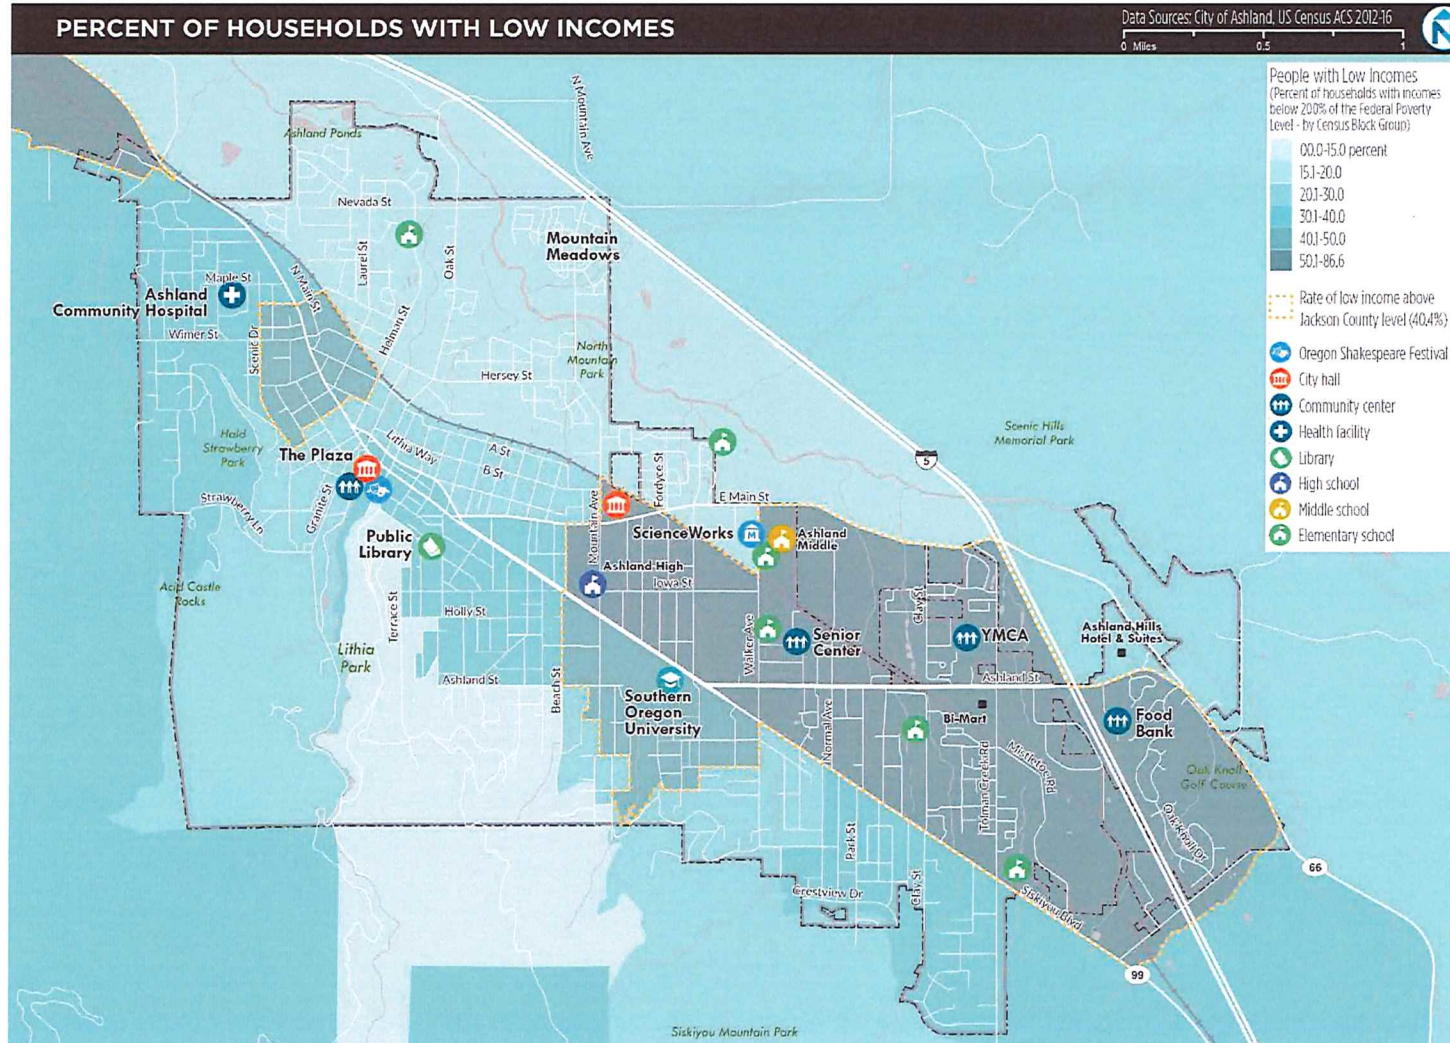 PERCENT OF HOUSEHOLDS WITH LOW INCOMES
Data Sources: City of Ashland, US Census ACS 2012-16
0 Miles 0.5 1
N
People with Low Incomes
(Percent of households with incomes
below 200% of the Federal Poverty
Level - by Census Block Group)
00.0-15.0 percent
15.1-20.0
20.1-30.0
30.1-40.0
40.1-50.0
50.1-86.6
Rate of low income above
Jackson County level (40.4%)
Oregon Shakespeare Festival
City hall
Community center
Health facility
Library
High school
Middle school
Elementary school
N Mountain Ave
Ashland Ponds
Nevada St
Laurel St
Oak St
Mountain
Meadows
Maple St
N Main St
Ashland
Community Hospital
Wimer St
Scenic Dr
Helman St
North
Mountain
Park
Hersey St
Hald
Strawberry
Park
The Plaza
Lithia Way
A St
B St
Scenic Hills
Memorial Park
5
Strawberry Ln
Granite St
Mountain Ave
Fordyce St
E Main St
Public
Library
ScienceWorks
M
Ashland
Middle
Ashland High
Iowa St
Acid Castle
Rocks
Terrace St
Holly St
Lithia
Park
Walker Ave
Senior
Center
Clay St
YMCA
Ashland Hills
Hotel & Suites
Ashland St
Beach St
Ashland St
Southern
Oregon
University
Normal Ave
Bi-Mart
Food
Bank
Tolman Creek Rd
Mistletoe Rd
Oak Knoll
Golf Course
Oak Knoll Dr
Park St
Clay St
Crestview Dr
Siskiyou Blvd
66
99
Siskiyou Mountain Park